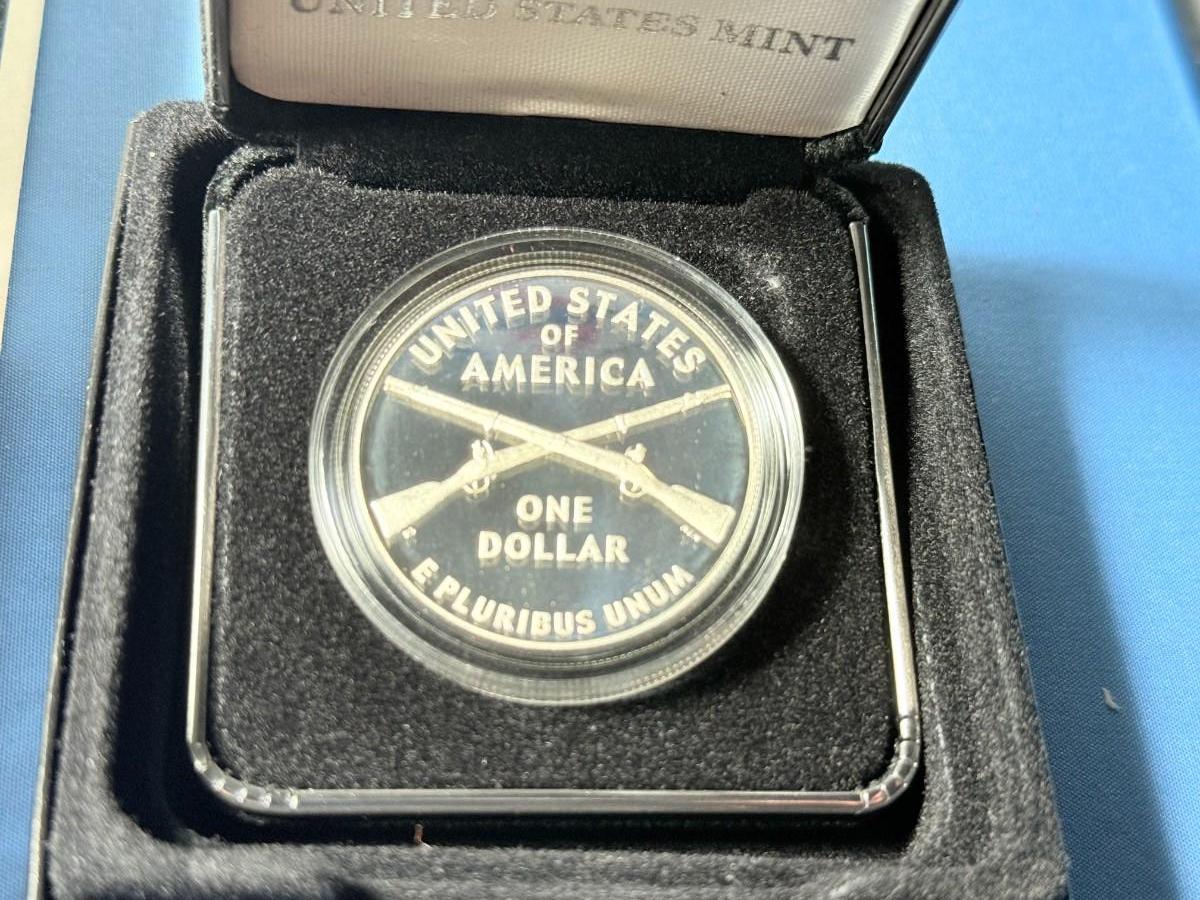 UNITED STATES MINT
UNITED STATES
OF
AMERICA
ONE
DOLLAR
E PLURIBUS UNUM